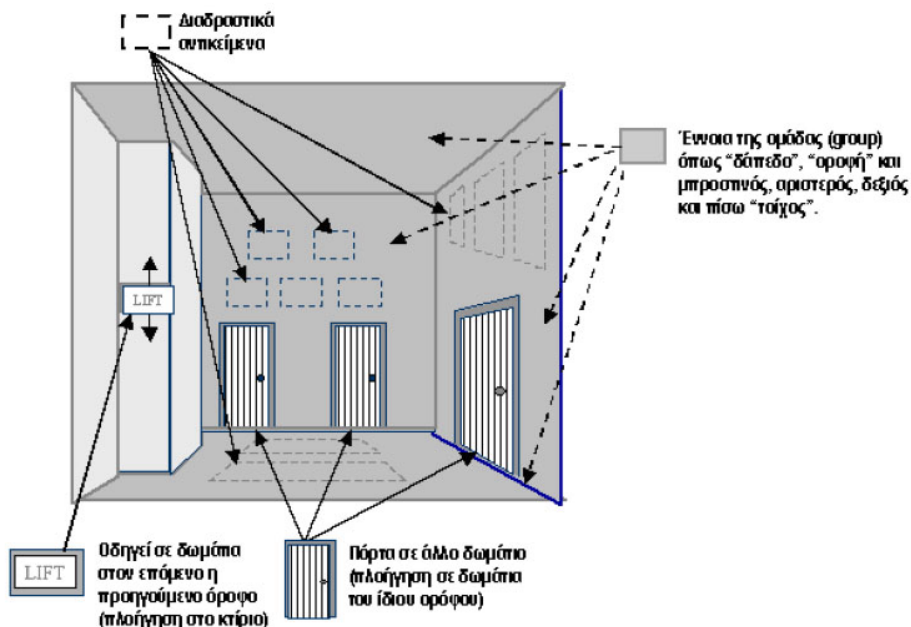 Διαδραστικά
αντικείμενα
Έννοια της ομάδας (group)
όπως “δάπεδο”, “οροφή” και
μπροστινός, αριστερός, δεξιός
και πίσω “τοίχος”.
LIFT
LIFT
Οδηγεί σε δωμάτια
στον επόμενο η
προηγούμενο όροφο
(πλοήγηση στο κτίριο)
Πόρτα σε άλλο δωμάτιο
(πλοήγηση σε δωμάτια
του ίδιου ορόφου)